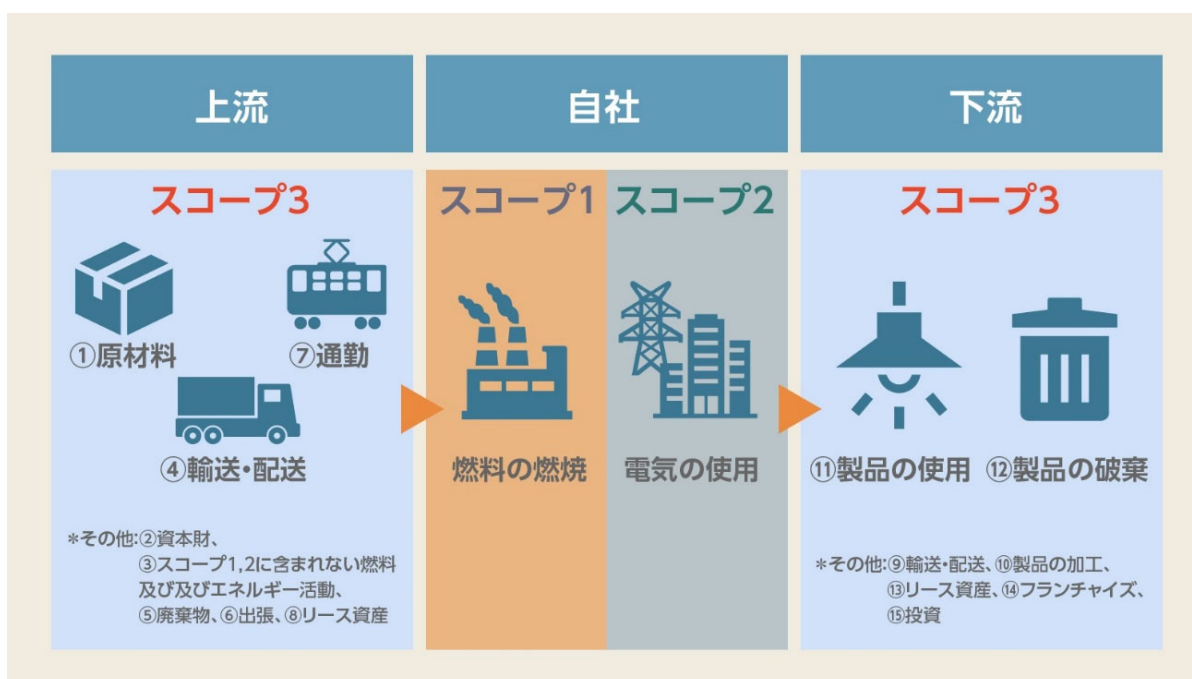 上流
自社
下流
スコープ3
①原材料
⑦通勤
④輸送・配送
*その他:②資本財、
③スコープ1,2に含まれない燃料
及び及びエネルギー活動、
⑤廃棄物、⑥出張、⑧リース資産
スコープ1
燃料の燃焼
スコープ2
電気の使用
スコープ3
⑪製品の使用
⑫製品の破棄
*その他:⑨輸送・配送、⑩製品の加工、
⑬リース資産、⑭フランチャイズ、
⑮投資